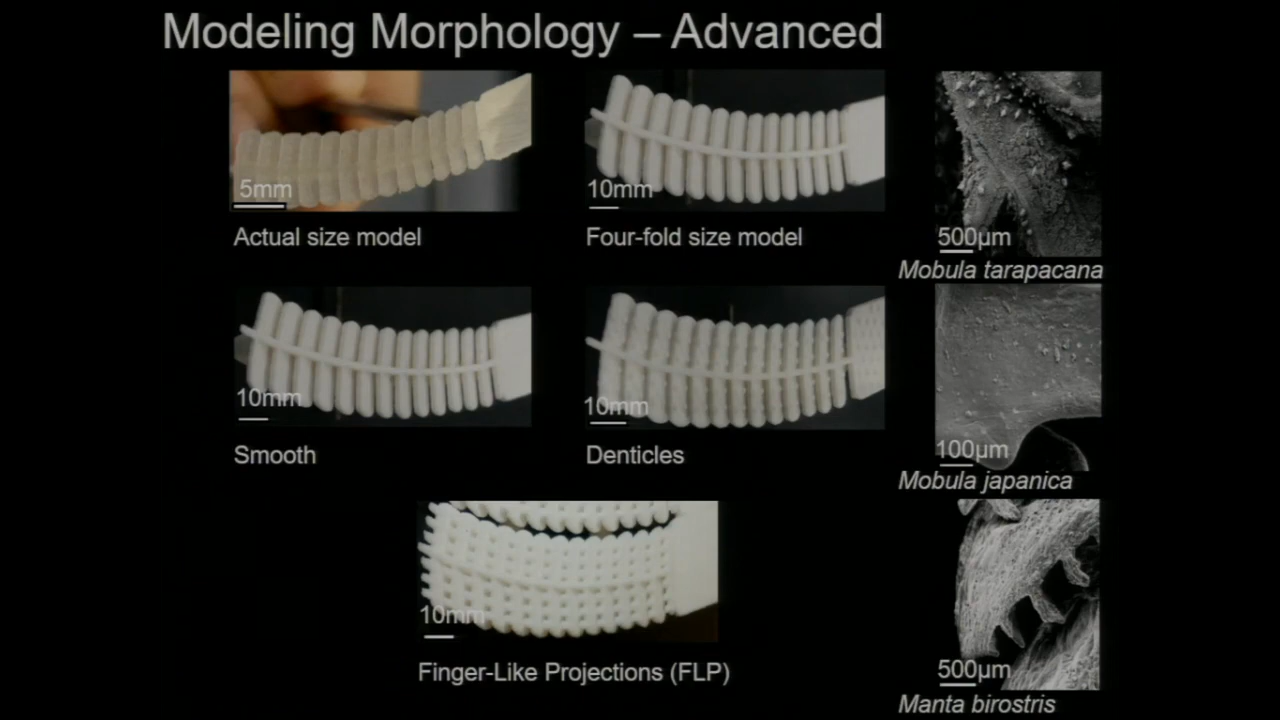 Modeling Morphology – Advanced
5mm
Actual size model
10mm
Four-fold size model
500µm
Mobula tarapacana
10mm
Smooth
10mm
Denticles
100µm
Mobula japanica
10mm
Finger-Like Projections (FLP)
500µm
Manta birostris